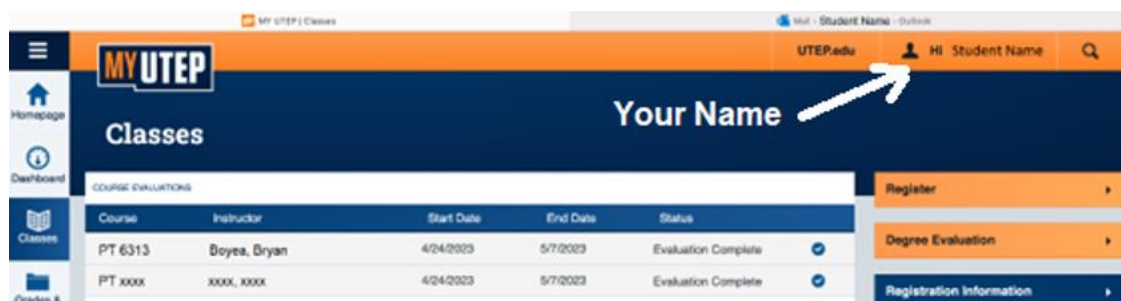 MY UTEP | Classes
Mail - Student Name - Outlook
UTEP.edu
Hi Student Name
MYUTEP
Homepage
Your Name
Classes
Dashboard
COURSE EVALUATIONS
Register
Classes
Course Instructor Start Date End Date Status
PT 6313 Boyea, Bryan 4/24/2023 5/7/2023 Evaluation Complete
Degree Evaluation
PT xxxx xxxx, xxxx 4/24/2023 5/7/2023 Evaluation Complete
Grades &
Registration Information